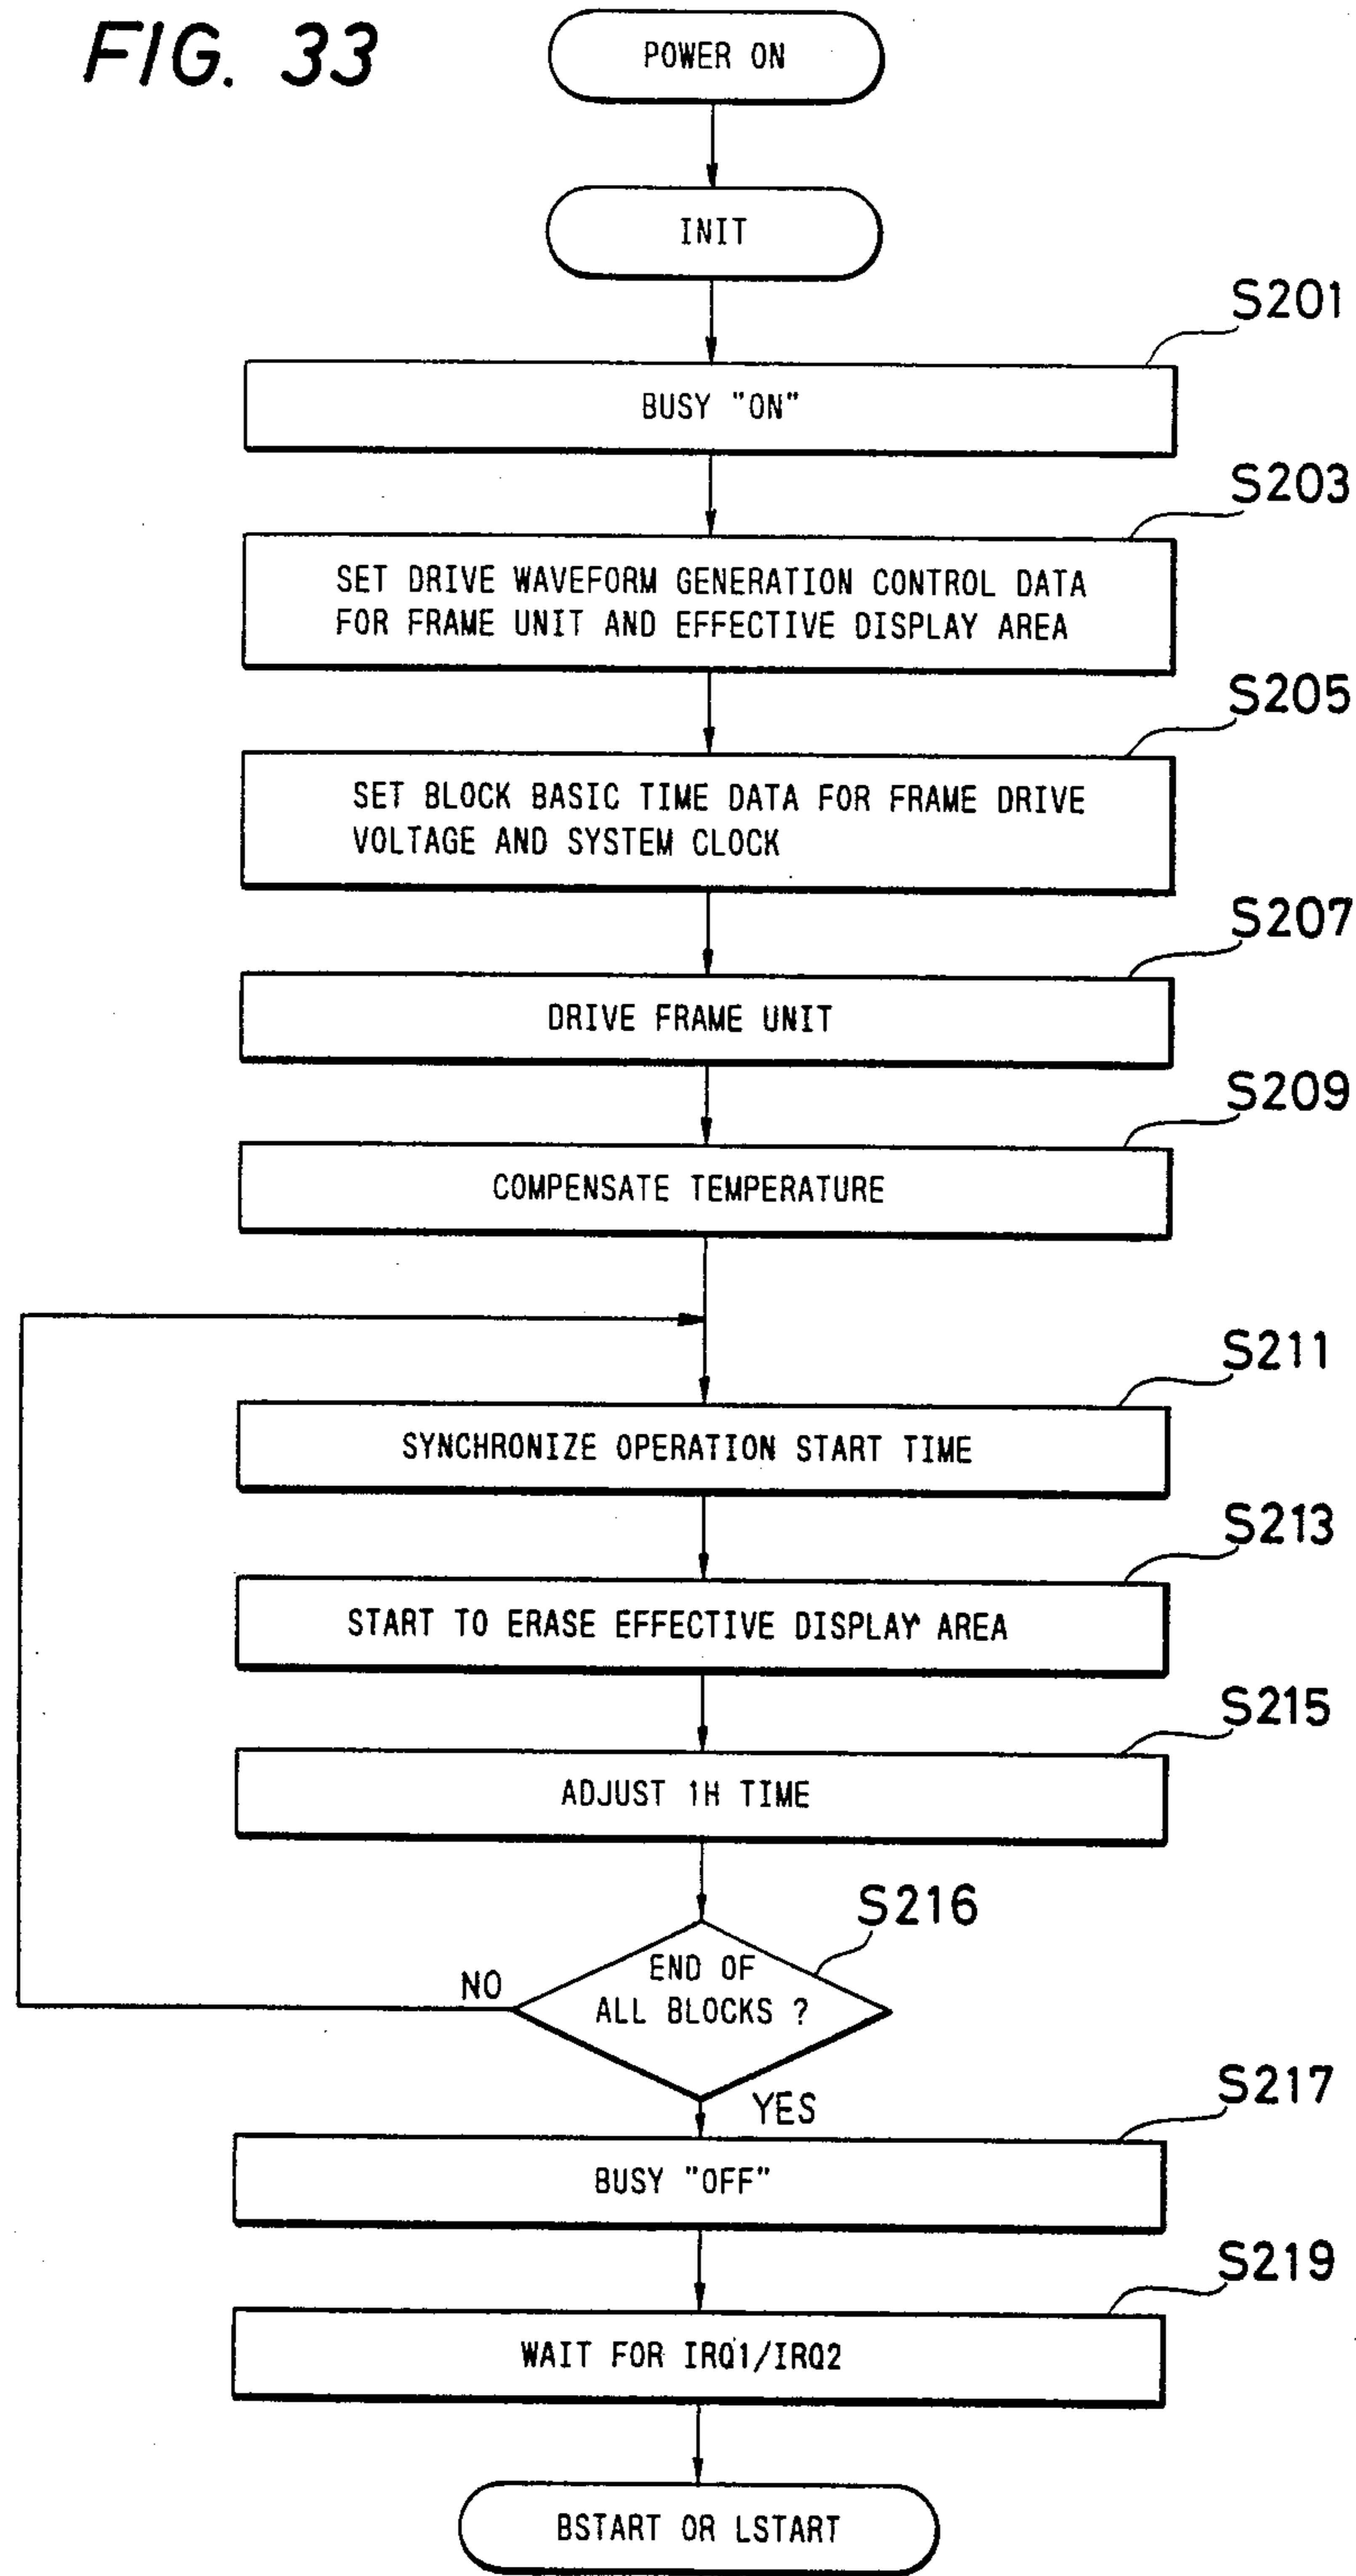 FIG. 33
POWER ON
INIT
S201
BUSY "ON"
S203
SET DRIVE WAVEFORM GENERATION CONTROL DATA
FOR FRAME UNIT AND EFFECTIVE DISPLAY AREA
S205
SET BLOCK BASIC TIME DATA FOR FRAME DRIVE
VOLTAGE AND SYSTEM CLOCK
S207
DRIVE FRAME UNIT
S209
COMPENSATE TEMPERATURE
S211
SYNCHRONIZE OPERATION START TIME
S213
START TO ERASE EFFECTIVE DISPLAY AREA
S215
ADJUST 1H TIME
S216
END OF
ALL BLOCKS ?
NO
YES
S217
BUSY "OFF"
S219
WAIT FOR IRQ1/IRQ2
BSTART OR LSTART